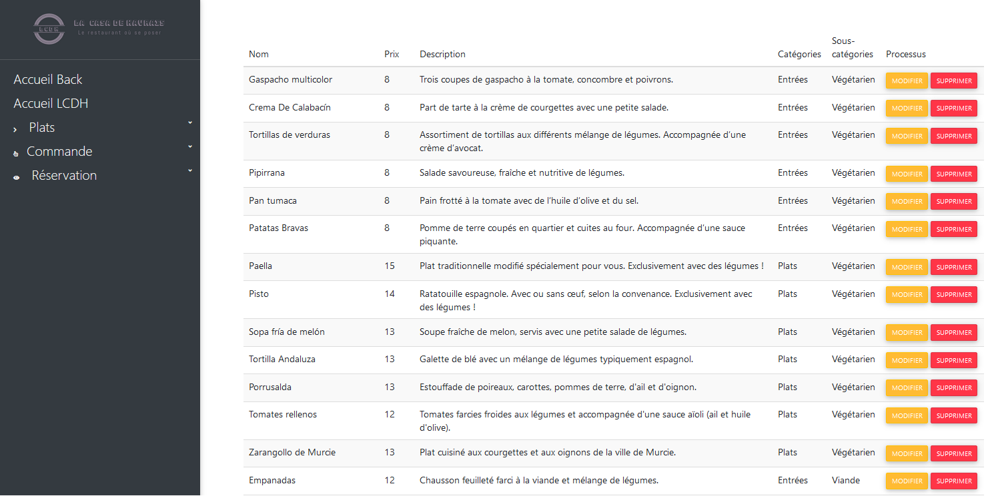 LCDH
LA CASA DE HAVRAIS
Le restaurant où se poser
Accueil Back
Accueil LCDH
Plats
Commande
Réservation
Nom Prix Description Catégories Sous-catégories Processus
Gaspacho multicolor 8 Trois coupes de gaspacho à la tomate, concombre et poivrons. Entrées Végétarien MODIFIER SUPPRIMER
Crema De Calabacín 8 Part de tarte à la crème de courgettes avec une petite salade. Entrées Végétarien MODIFIER SUPPRIMER
Tortillas de verduras 8 Assortiment de tortillas aux différents mélange de légumes. Accompagnée d'une Entrées Végétarien MODIFIER SUPPRIMER
crème d'avocat.
Pipirrana 8 Salade savoureuse, fraîche et nutritive de légumes. Entrées Végétarien MODIFIER SUPPRIMER
Pan tumaca 8 Pain frotté à la tomate avec de l'huile d'olive et du sel. Entrées Végétarien MODIFIER SUPPRIMER
Patatas Bravas 8 Pomme de terre coupés en quartier et cuites au four. Accompagnée d'une sauce Entrées Végétarien MODIFIER SUPPRIMER
piquante.
Paella 15 Plat traditionnelle modifié spécialement pour vous. Exclusivement avec des légumes ! Plats Végétarien MODIFIER SUPPRIMER
Pisto 14 Ratatouille espagnole. Avec ou sans œuf, selon la convenance. Exclusivement avec Plats Végétarien MODIFIER SUPPRIMER
des légumes !
Sopa fría de melón 13 Soupe fraîche de melon, servis avec une petite salade de légumes. Plats Végétarien MODIFIER SUPPRIMER
Tortilla Andaluza 13 Galette de blé avec un mélange de légumes typiquement espagnol. Plats Végétarien MODIFIER SUPPRIMER
Porrusalda 13 Estouffade de poireaux, carottes, pommes de terre, d'ail et d'oignon. Plats Végétarien MODIFIER SUPPRIMER
Tomates rellenos 12 Tomates farcies froides aux légumes et accompagnée d'une sauce aïoli (ail et huile Plats Végétarien MODIFIER SUPPRIMER
d'olive).
Zarangollo de Murcie 13 Plat cuisiné aux courgettes et aux oignons de la ville de Murcie. Plats Végétarien MODIFIER SUPPRIMER
Empanadas 12 Chausson feuilleté farci à la viande et mélange de légumes. Entrées Viande MODIFIER SUPPRIMER